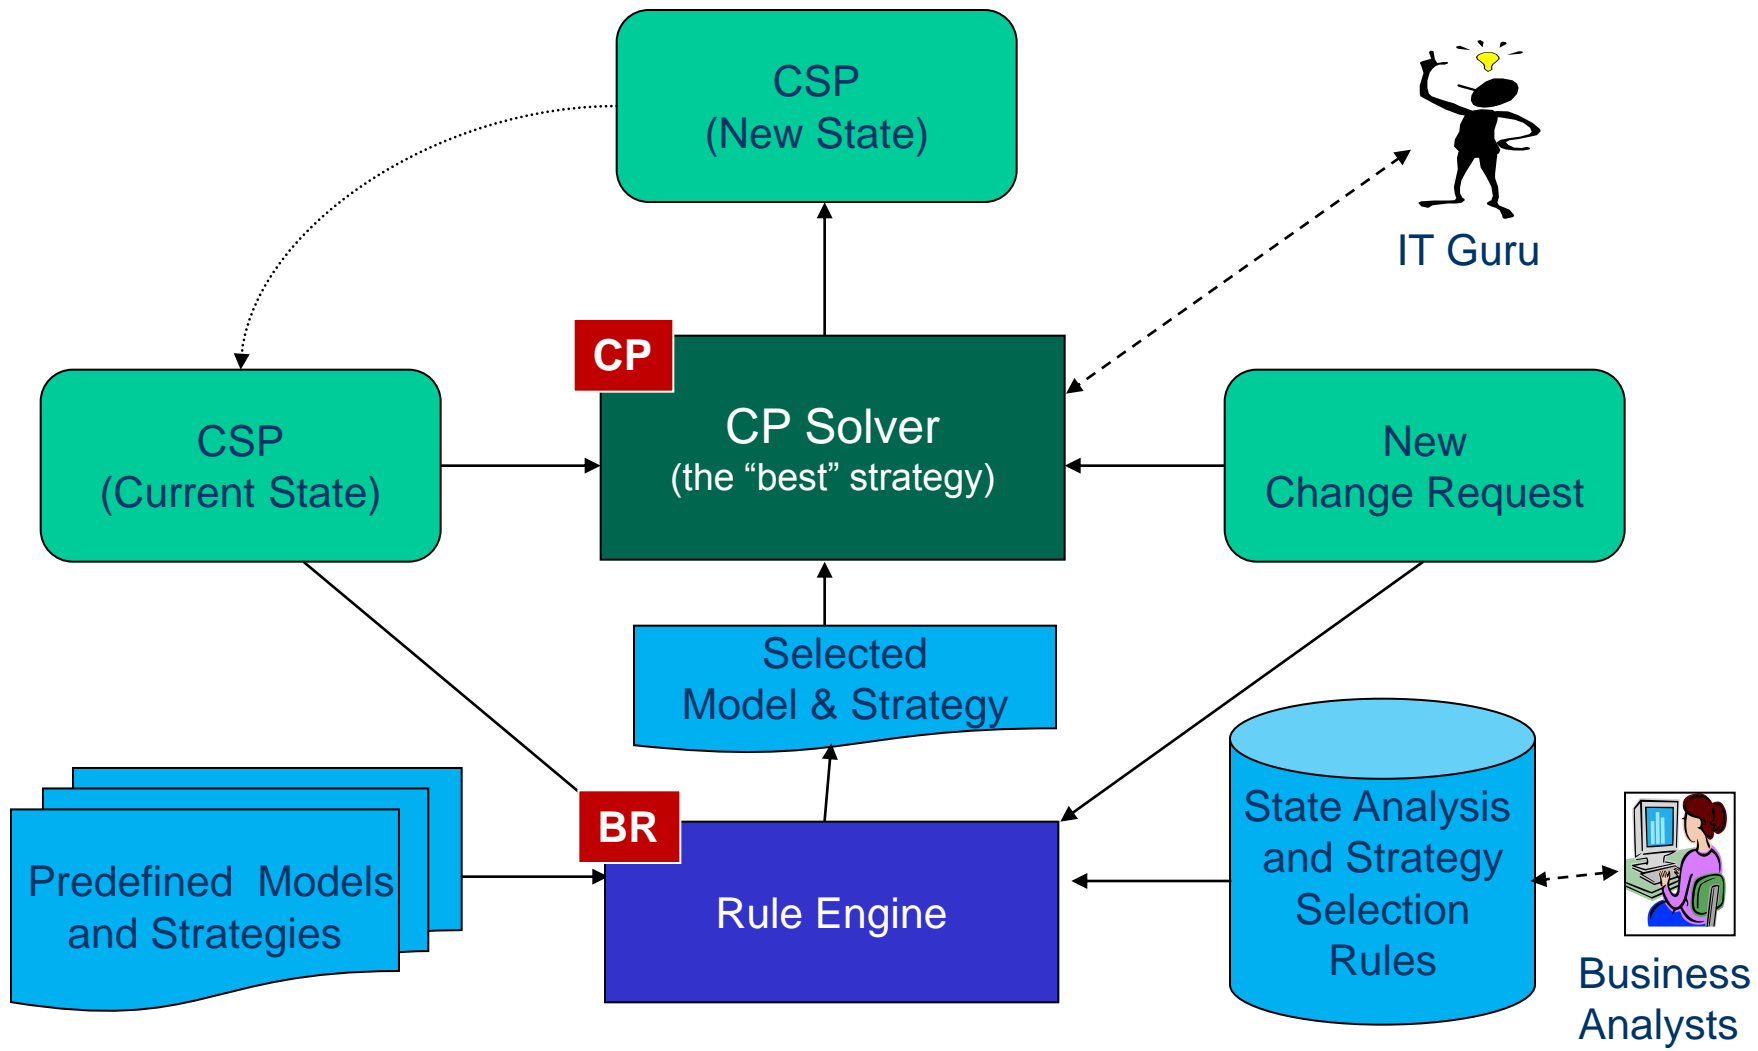 CSP
(New State)
IT Guru
CP
CSP
(Current State)
CP Solver
(the “best” strategy)
New
Change Request
Selected
Model & Strategy
Predefined Models
and Strategies
BR
Rule Engine
State Analysis
and Strategy
Selection
Rules
Business
Analysts